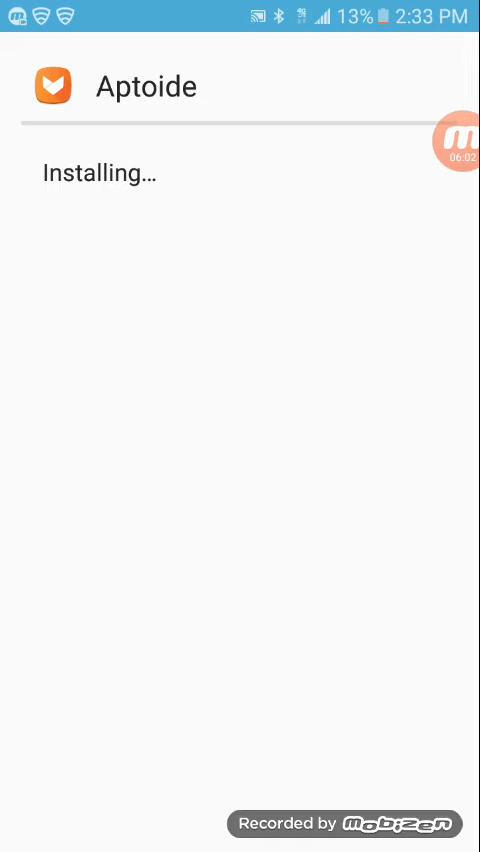 13% 2:33 PM
Aptoide
06:02
Installing...
Recorded by mobizen